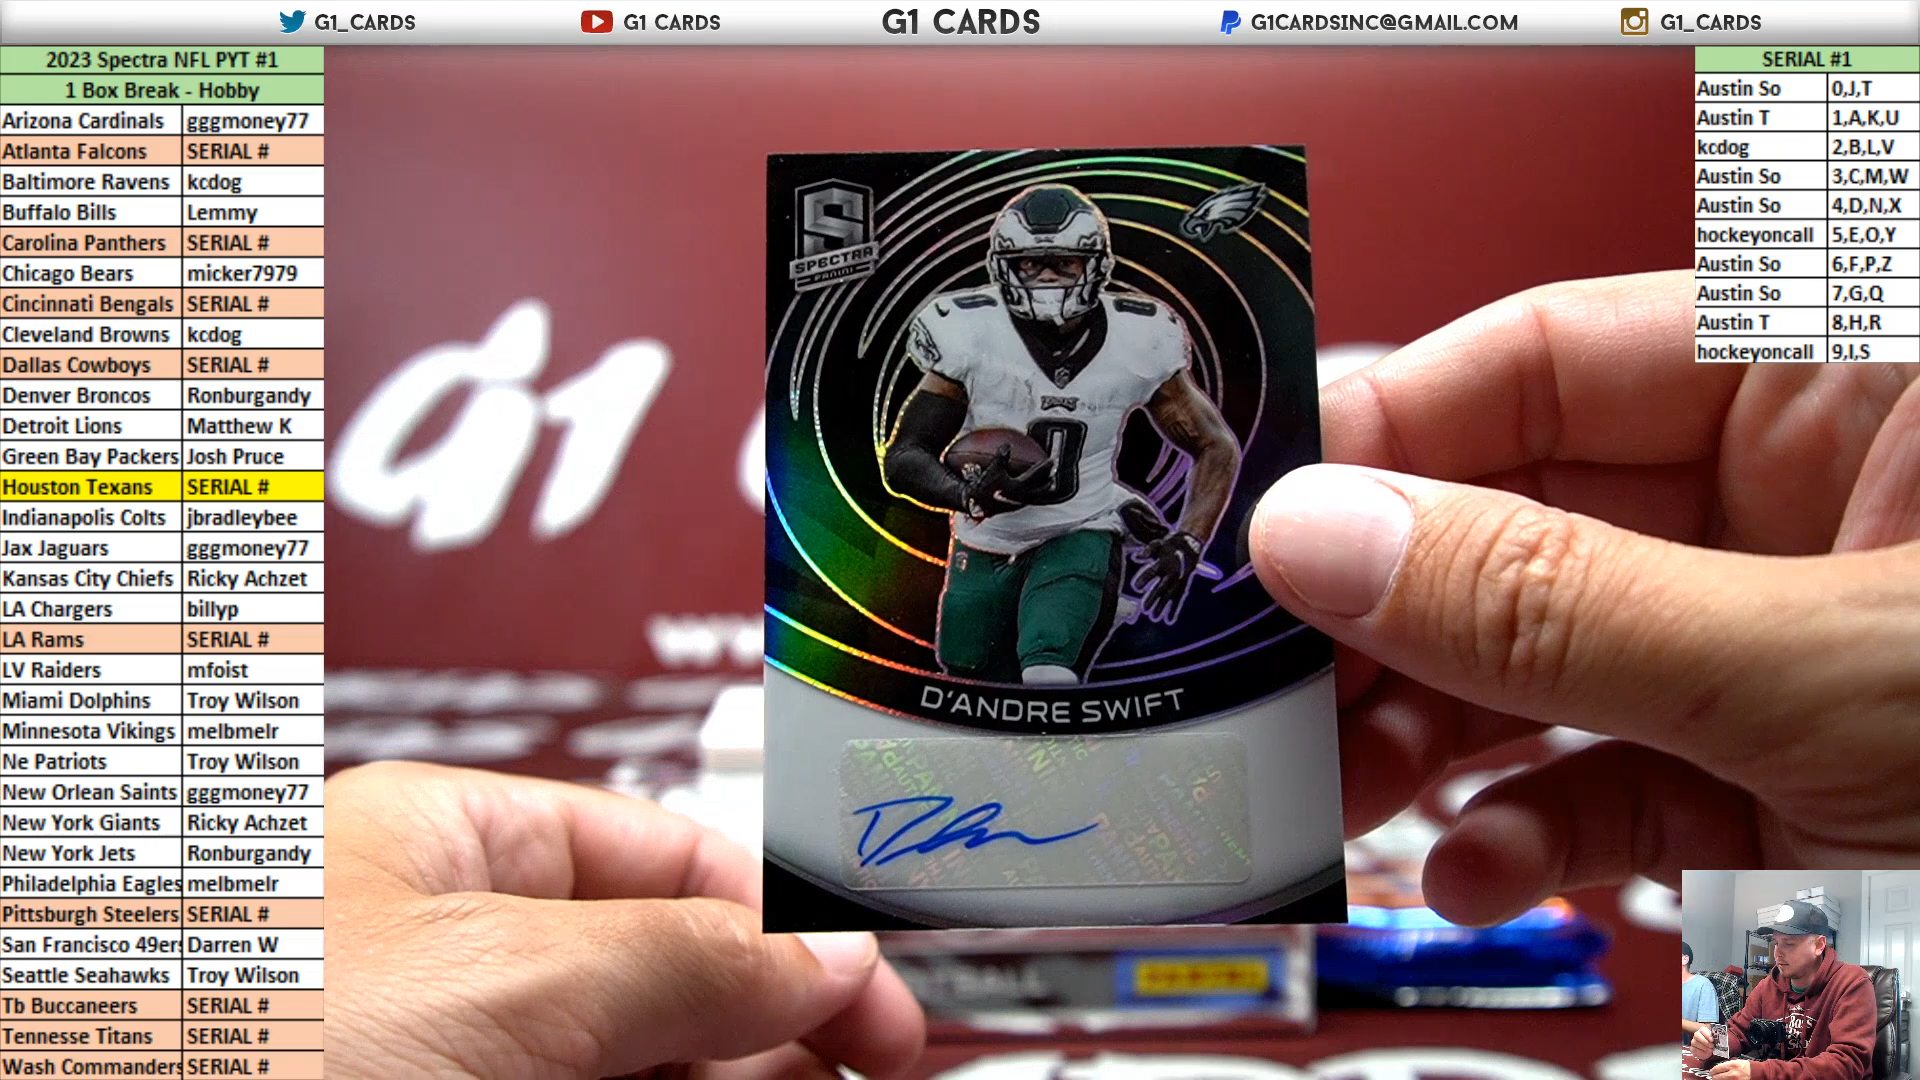 G1_CARDS
G1 CARDS
G1 CARDS
G1CARDSINC@GMAIL.COM
G1_CARDS
2023 Spectra NFL PYT #1
1 Box Break - Hobby
Arizona Cardinals gggmoney77
Atlanta Falcons SERIAL #
Baltimore Ravens kcdog
Buffalo Bills Lemmy
Carolina Panthers SERIAL #
Chicago Bears micker7979
Cincinnati Bengals SERIAL #
Cleveland Browns kcdog
Dallas Cowboys SERIAL #
Denver Broncos Ronburgandy
Detroit Lions Matthew K
Green Bay Packers Josh Pruce
Houston Texans SERIAL #
Indianapolis Colts jbradleybee
Jax Jaguars gggmoney77
Kansas City Chiefs Ricky Achzet
LA Chargers billyp
LA Rams SERIAL #
LV Raiders mfoist
Miami Dolphins Troy Wilson
Minnesota Vikings melbmelr
Ne Patriots Troy Wilson
New Orlean Saints gggmoney77
New York Giants Ricky Achzet
New York Jets Ronburgandy
Philadelphia Eagles melbmelr
Pittsburgh Steelers SERIAL #
San Francisco 49ers Darren W
Seattle Seahawks Troy Wilson
Tb Buccaneers SERIAL #
Tennesse Titans SERIAL #
Wash Commanders SERIAL #
SERIAL #1
Austin So 0,J,T
Austin T 1,A,K,U
kcdog 2,B,L,V
Austin So 3,C,M,W
Austin So 4,D,N,X
hockeyoncall 5,E,O,Y
Austin So 6,F,P,Z
Austin So 7,G,Q
Austin T 8,H,R
hockeyoncall 9,I,S
S
SPECTRA
PANINI
0 0
EAGLES
0
D'ANDRE SWIFT
G1